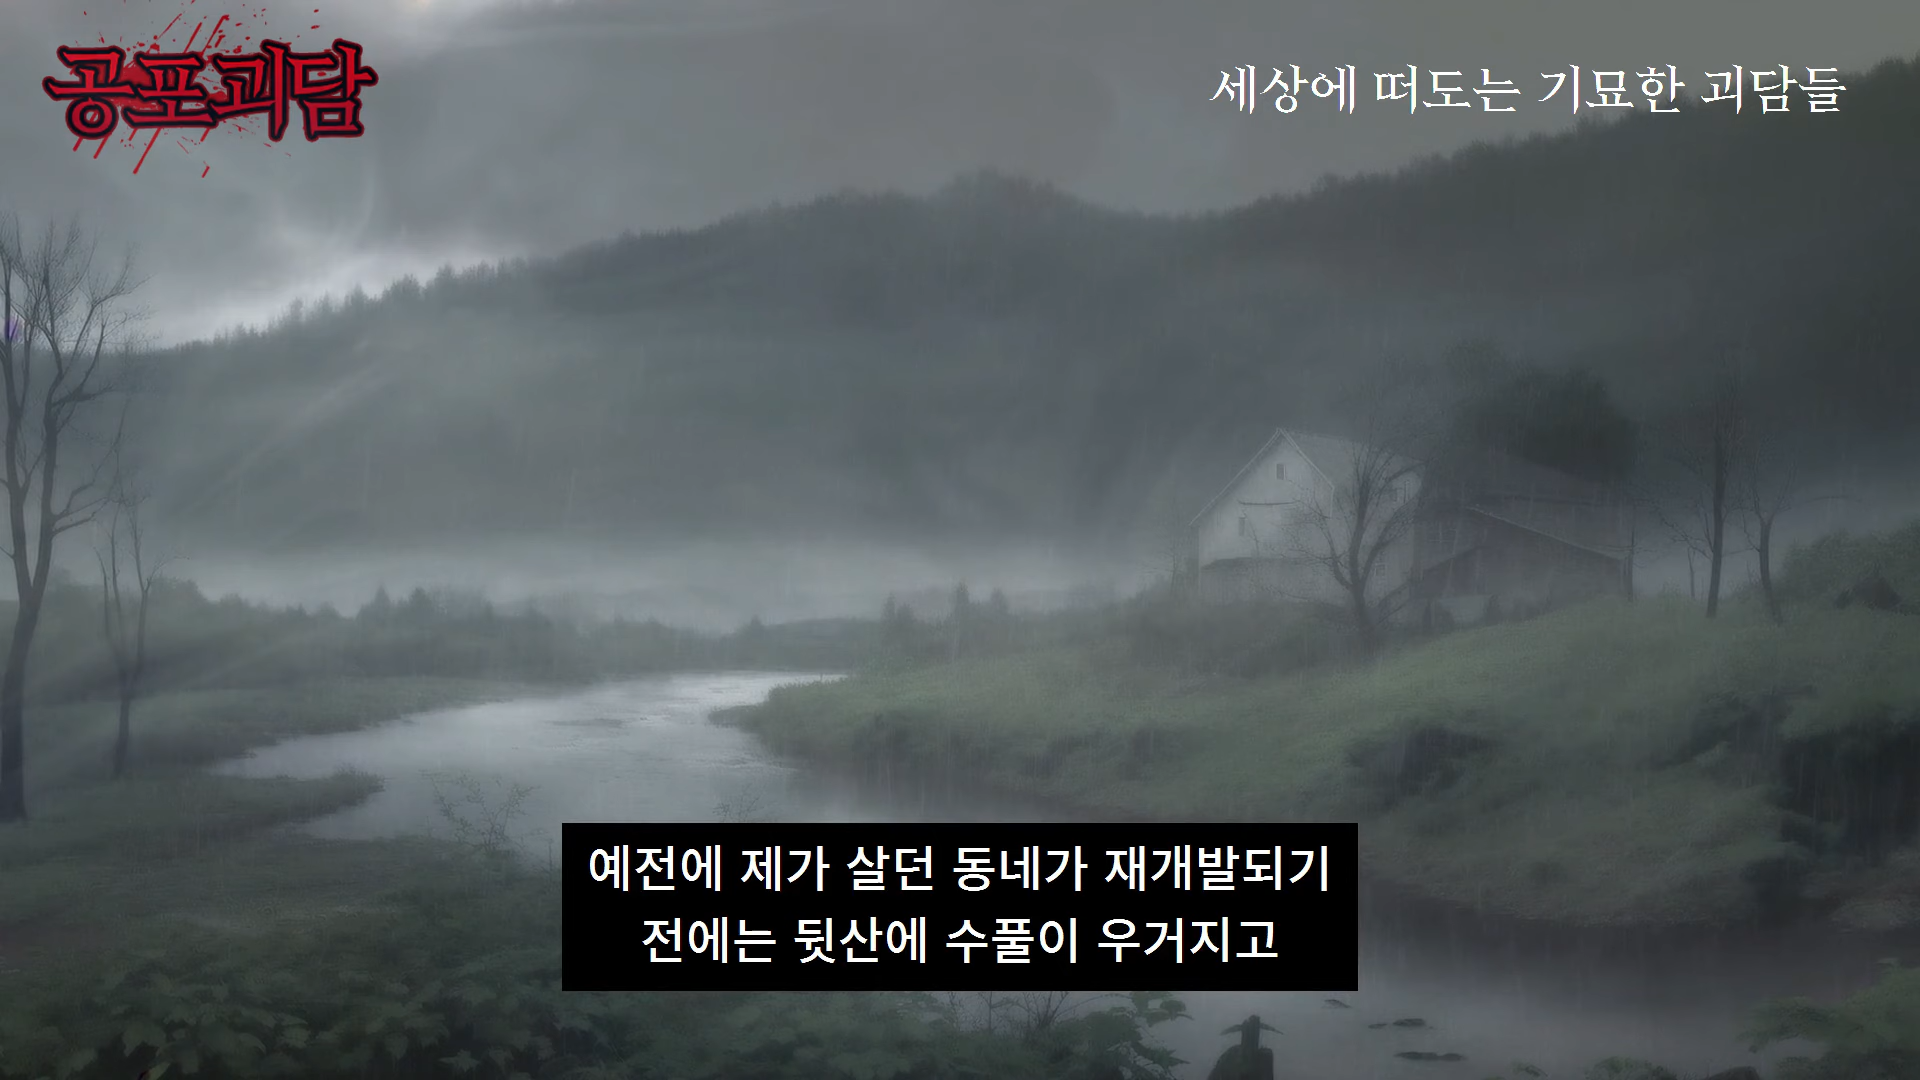 공포괴담
세상에 떠도는 기묘한 괴담들
예전에 제가 살던 동네가 재개발되기
전에는 뒷산에 수풀이 우거지고